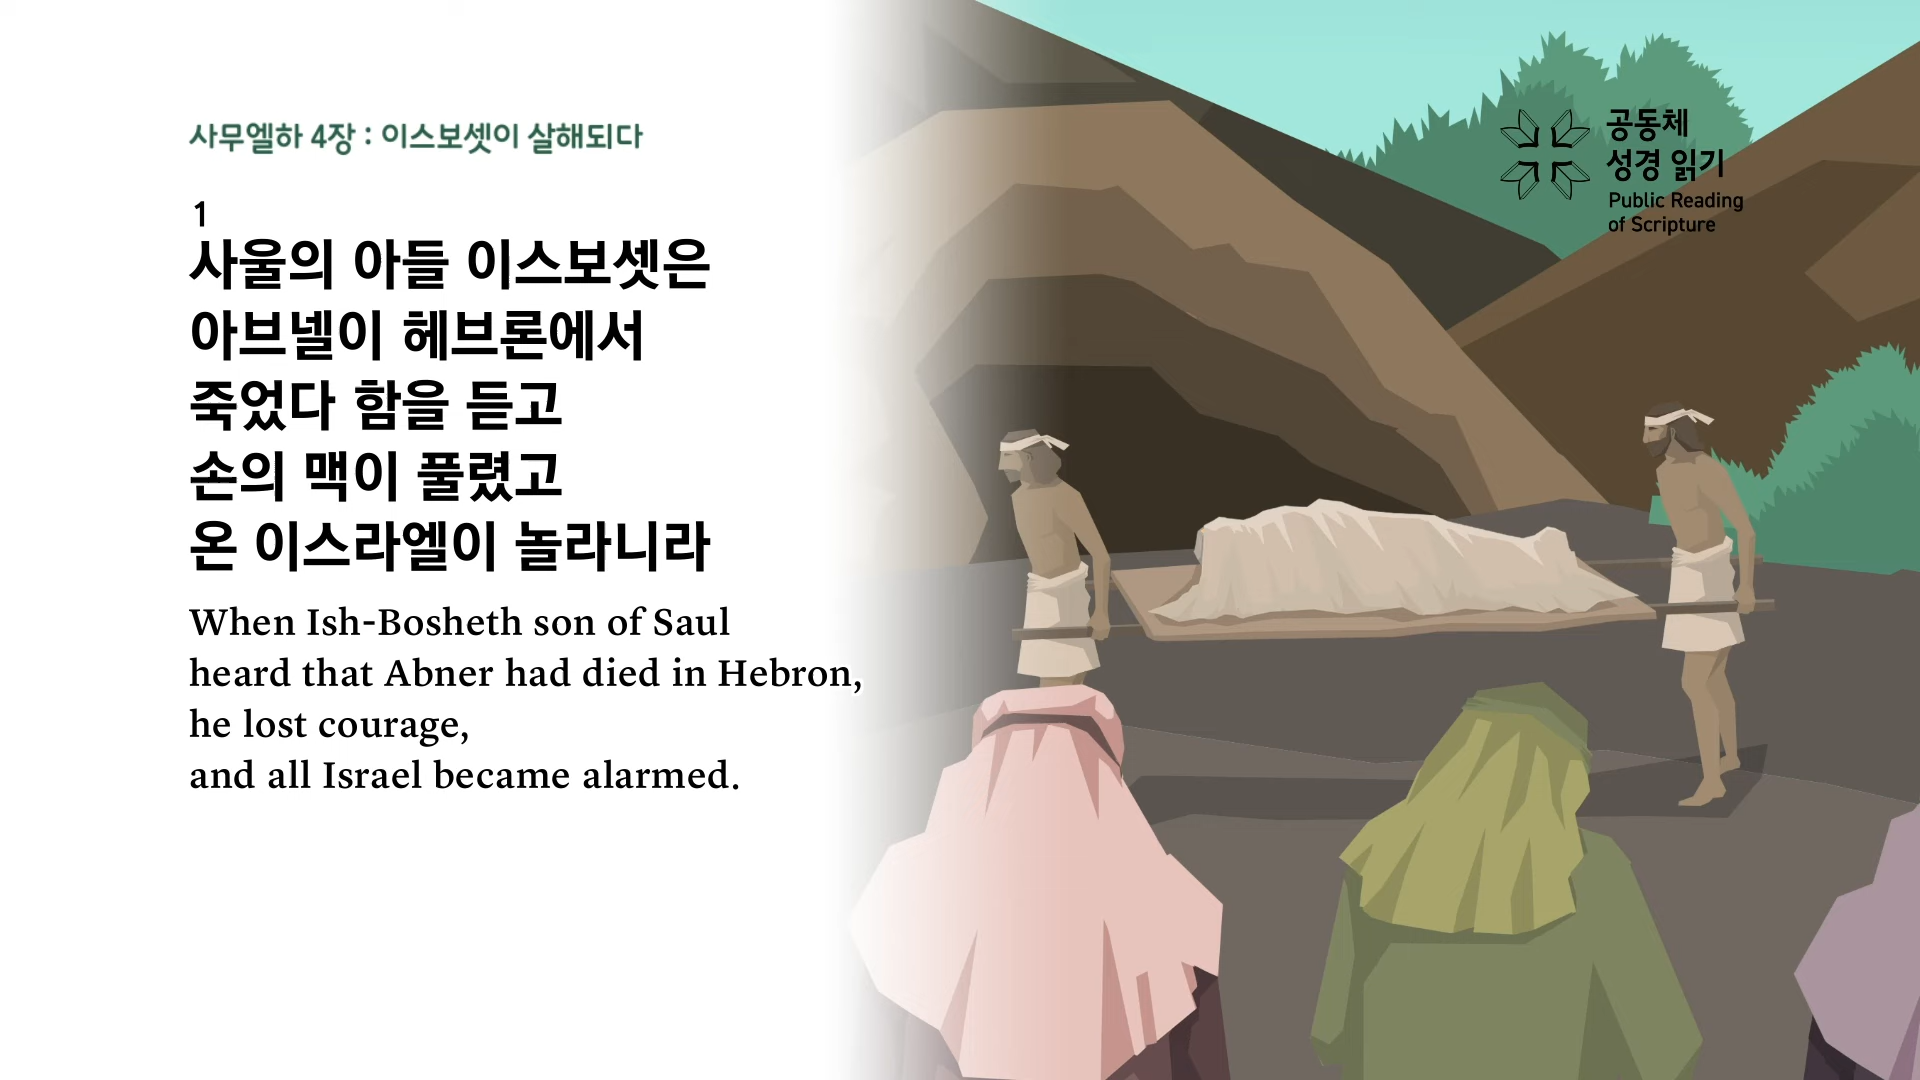 사무엘하 4장 : 이스보셋이 살해되다
1
사울의 아들 이스보셋은
아브넬이 헤브론에서
죽었다 함을 듣고
손의 맥이 풀렸고
온 이스라엘이 놀라니라
When Ish-Bosheth son of Saul
heard that Abner had died in Hebron,
he lost courage,
and all Israel became alarmed.
공동체
성경 읽기
Public Reading
of Scripture